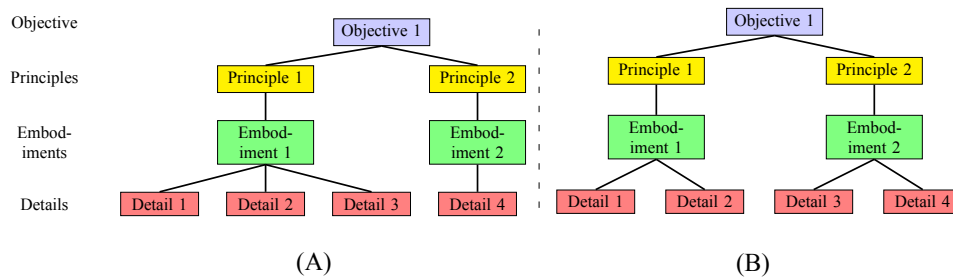 Objective
Objective 1
Objective 1
Principles
Principle 1
Principle 2
Principle 1
Principle 2
Embod-
iments
Embod-
iment 1
Embod-
iment 2
Embod-
iment 1
Embod-
iment 2
Details
Detail 1
Detail 2
Detail 3
Detail 4
Detail 1
Detail 2
Detail 3
Detail 4
(A)
(B)